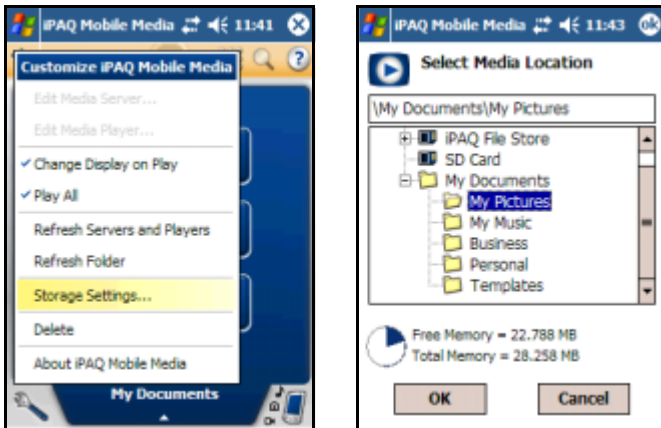 iPAQ Mobile Media 11:41
Customize iPAQ Mobile Media
Edit Media Server...
Edit Media Player...
Change Display on Play
Play All
Refresh Servers and Players
Refresh Folder
Storage Settings...
Delete
About iPAQ Mobile Media
My Documents
iPAQ Mobile Media 11:43 ok
Select Media Location
\My Documents\My Pictures
iPAQ File Store
SD Card
My Documents
My Pictures
My Music
Business
Personal
Templates
Free Memory = 22.788 MB
Total Memory = 28.258 MB
OK Cancel